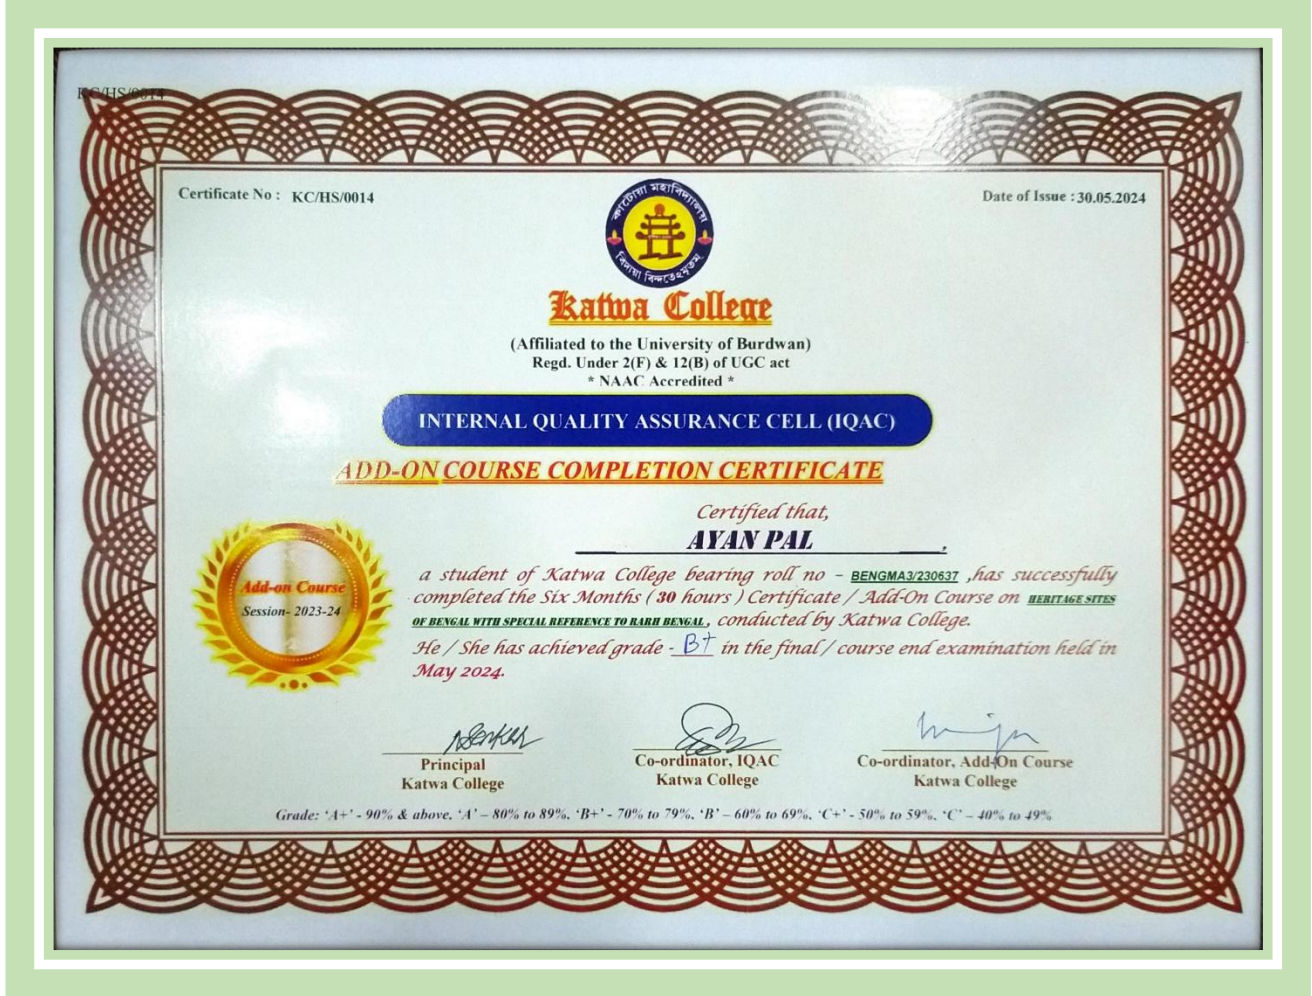 KC/HS/0014
Certificate No : KC/HS/0014
Date of Issue : 30.05.2024
কাটোয়া মহাবিদ্যালয়
বিদ্যয়া বিন্দতেঽমৃতম্
Katwa College
(Affiliated to the University of Burdwan)
Regd. Under 2(F) & 12(B) of UGC act
* NAAC Accredited *
INTERNAL QUALITY ASSURANCE CELL (IQAC)
ADD-ON COURSE COMPLETION CERTIFICATE
Certified that,
AYAN PAL ,
a student of Katwa College bearing roll no – BENGMA3/230637 ,has successfully
completed the Six Months ( 30 hours ) Certificate / Add-On Course on HERITAGE SITES
OF BENGAL WITH SPECIAL REFERENCE TO RARH BENGAL, conducted by Katwa College.
He / She has achieved grade - B+ in the final / course end examination held in
May 2024.
Add-on Course
Session- 2023-24
Principal
Katwa College
Co-ordinator, IQAC
Katwa College
Co-ordinator, Add-On Course
Katwa College
Grade: ‘A+’ - 90% & above. ‘A’ – 80% to 89%. ‘B+’ - 70% to 79%. ‘B’ – 60% to 69%. ‘C+’ - 50% to 59%. ‘C’ – 40% to 49%